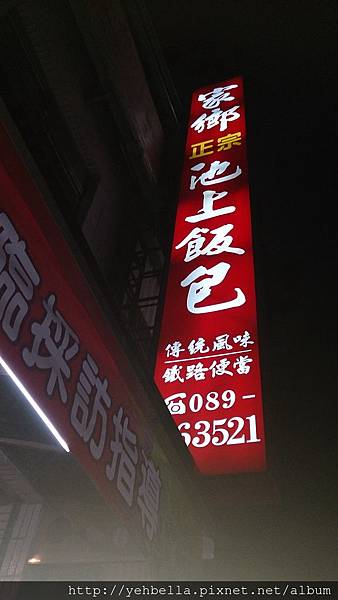 家鄉
正宗
池上飯包
傳統風味
鐵路便當
☎089-
63521
臨採訪指導
http://yehbella.pixnet.net/album